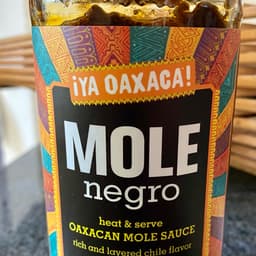 ¡YA OAXACA!
MOLE
negro
heat & serve
OAXACAN MOLE SAUCE
rich and layered chile flavor